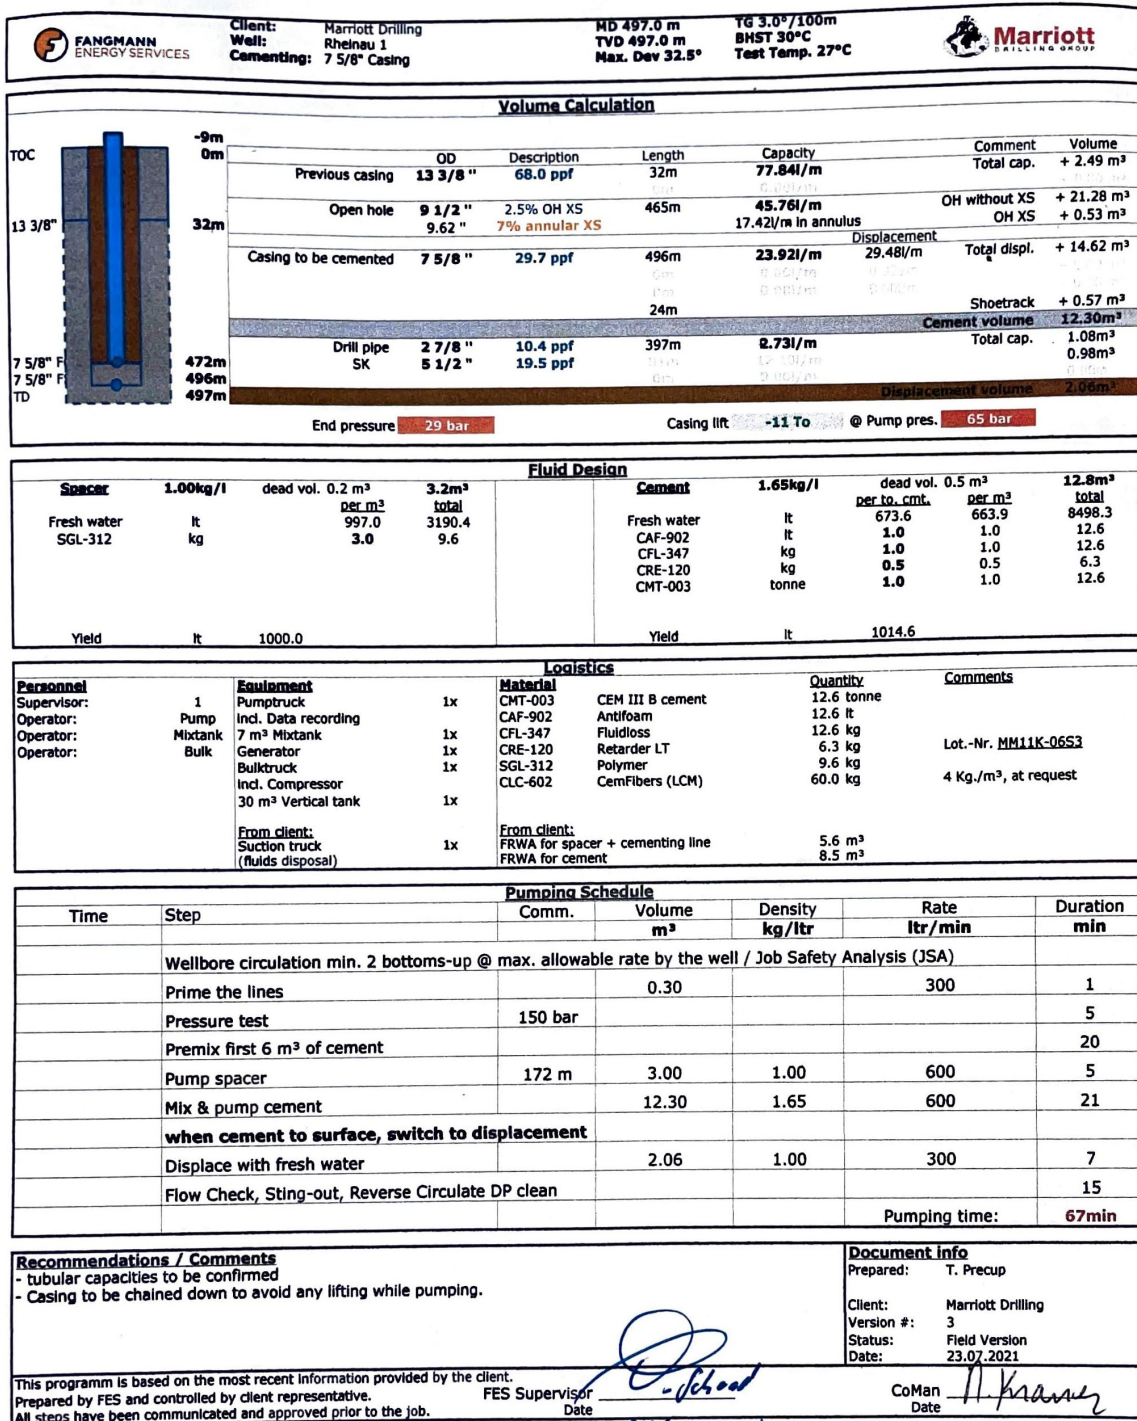 FANGMANN
ENERGY SERVICES
Client: Marriott Drilling
Well: Rheinau 1
Cementing: 7 5/8" Casing
MD 497.0 m
TVD 497.0 m
Max. Dev 32.5°
TG 3.0°/100m
BHST 30°C
Test Temp. 27°C
Marriott
DRILLING GROUP
Volume Calculation
-9m
TOC 0m
13 3/8" 32m
7 5/8" F 472m
7 5/8" F 496m
TD 497m
OD Description Length Capacity Comment Volume
Previous casing 13 3/8 " 68.0 ppf 32m 77.84l/m Total cap. + 2.49 m³
0m 0.00l/m
Open hole 9 1/2 " 2.5% OH XS 465m 45.76l/m OH without XS + 21.28 m³
9.62 " 7% annular XS 17.42l/m in annulus OH XS + 0.53 m³
Displacement
Casing to be cemented 7 5/8 " 29.7 ppf 496m 23.92l/m 29.48l/m Total displ. + 14.62 m³
0m 0.00l/m
0m 0.00l/m
24m Shoetrack + 0.57 m³
Cement volume 12.30m³
Drill pipe 2 7/8 " 10.4 ppf 397m 2.73l/m Total cap. 1.08m³
SK 5 1/2 " 19.5 ppf 0.98m³
0m 0.00l/m
Displacement volume 2.06m³
End pressure 29 bar Casing lift -11 To @ Pump pres. 65 bar
Fluid Design
Spacer 1.00kg/l dead vol. 0.2 m³ 3.2m³
per m³ total
Fresh water lt 997.0 3190.4
SGL-312 kg 3.0 9.6
Yield lt 1000.0
Cement 1.65kg/l dead vol. 0.5 m³ 12.8m³
per to. cmt. per m³ total
Fresh water lt 673.6 663.9 8498.3
CAF-902 lt 1.0 1.0 12.6
CFL-347 kg 1.0 1.0 12.6
CRE-120 kg 0.5 0.5 6.3
CMT-003 tonne 1.0 1.0 12.6
Yield lt 1014.6
Logistics
Personnel
Supervisor: 1
Operator: Pump
Operator: Mixtank
Operator: Bulk
Equipment
Pumptruck 1x
incl. Data recording
7 m³ Mixtank 1x
Generator 1x
Bulktruck 1x
incl. Compressor
30 m³ Vertical tank 1x
From client:
Suction truck 1x
(fluids disposal)
Material Quantity Comments
CMT-003 CEM III B cement 12.6 tonne
CAF-902 Antifoam 12.6 lt
CFL-347 Fluidloss 12.6 kg
CRE-120 Retarder LT 6.3 kg Lot.-Nr. MM11K-06S3
SGL-312 Polymer 9.6 kg
CLC-602 CemFibers (LCM) 60.0 kg 4 Kg./m³, at request
From client:
FRWA for spacer + cementing line 5.6 m³
FRWA for cement 8.5 m³
Pumping Schedule
Time Step Comm. Volume Density Rate Duration
m³ kg/ltr ltr/min min
Wellbore circulation min. 2 bottoms-up @ max. allowable rate by the well / Job Safety Analysis (JSA)
Prime the lines 0.30 300 1
Pressure test 150 bar 5
Premix first 6 m³ of cement 20
Pump spacer 172 m 3.00 1.00 600 5
Mix & pump cement 12.30 1.65 600 21
when cement to surface, switch to displacement
Displace with fresh water 2.06 1.00 300 7
Flow Check, Sting-out, Reverse Circulate DP clean 15
Pumping time: 67min
Recommendations / Comments
- tubular capacities to be confirmed
- Casing to be chained down to avoid any lifting while pumping.
Document info
Prepared: T. Precup
Client: Marriott Drilling
Version #: 3
Status: Field Version
Date: 23.07.2021
This programm is based on the most recent information provided by the client.
Prepared by FES and controlled by client representative.
All steps have been communicated and approved prior to the job.
FES Supervisor
Date
CoMan
Date